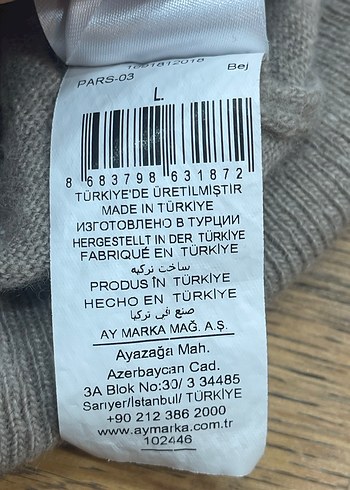 PARS-03
Bej
L
8 683798 631872
TÜRKİYE'DE ÜRETİLMİŞTİR
MADE IN TÜRKİYE
ИЗГОТОВЛЕНО В ТУРЦИИ
HERGESTELLT IN DER TÜRKİYE
FABRIQUÉ EN TÜRKİYE
ساخت ترکیه
PRODUS ÎN TÜRKİYE
HECHO EN TÜRKİYE
صنع في تركيا
AY MARKA MAĞ. A.Ş.
Ayazağa Mah.
Azerbaycan Cad.
3A Blok No:30/ 3 34485
Sarıyer/İstanbul/ TÜRKİYE
+90 212 386 2000
www.aymarka.com.tr
102446